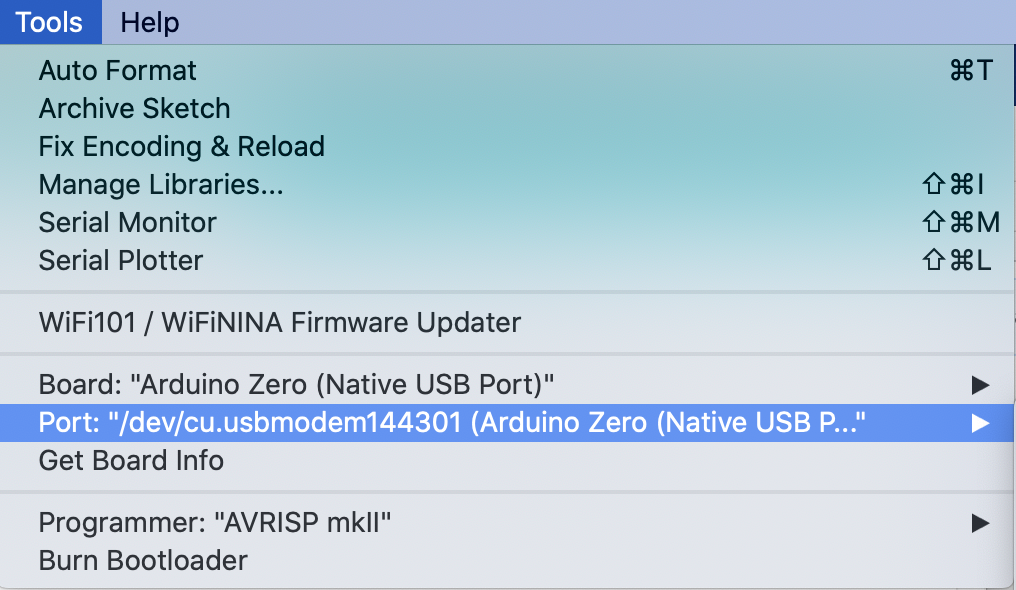 Tools Help
Auto Format ⌘T
Archive Sketch
Fix Encoding & Reload
Manage Libraries... ⇧⌘I
Serial Monitor ⇧⌘M
Serial Plotter ⇧⌘L
WiFi101 / WiFiNINA Firmware Updater
Board: "Arduino Zero (Native USB Port)"
Port: "/dev/cu.usbmodem144301 (Arduino Zero (Native USB P..."
Get Board Info
Programmer: "AVRISP mkII"
Burn Bootloader